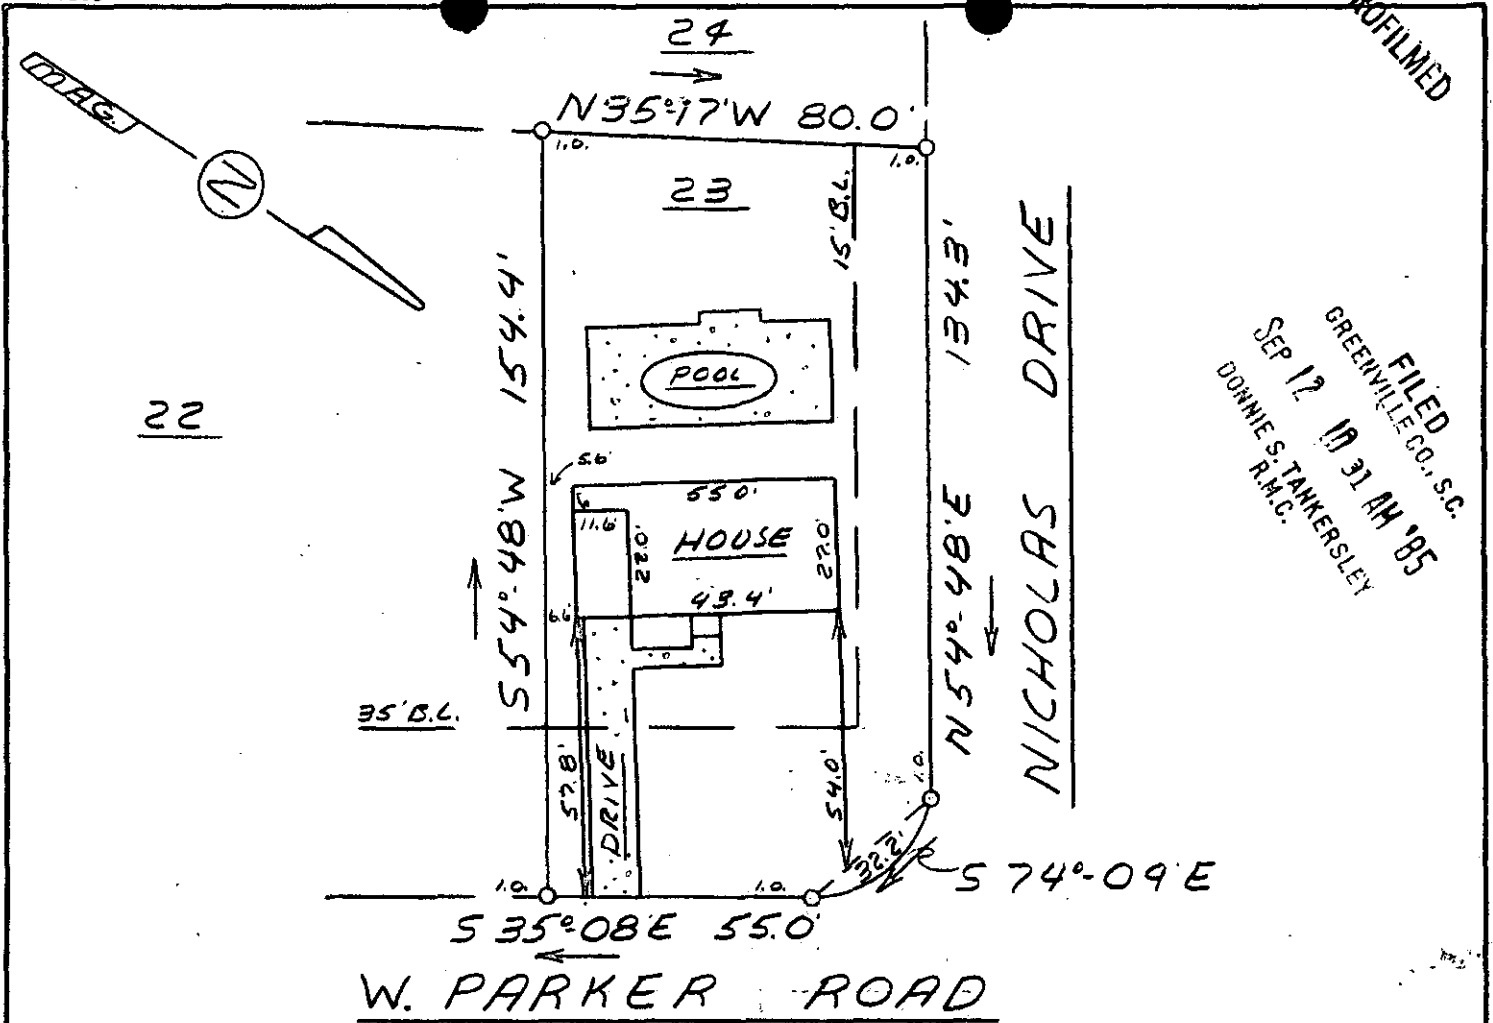 24
MAG.
N
N35°-17'W 80.0'
1.0.
1.0.
23
15' B.L.
S54°-48'W 154.4'
N54°-48'E 134.3'
NICHOLAS DRIVE
22
POOL
5.6'
55.0'
11.6'
22.0'
HOUSE
27.0'
43.4'
6.6'
35' B.L.
57.8'
DRIVE
54.0'
1.0.
32.2'
S 74°-09'E
1.0.
1.0.
S 35°-08'E 55.0'
W. PARKER ROAD
FILED
GREENVILLE CO., S.C.
SEP 12 10 31 AM '85
DONNIE S. TANKERSLEY
R.M.C.